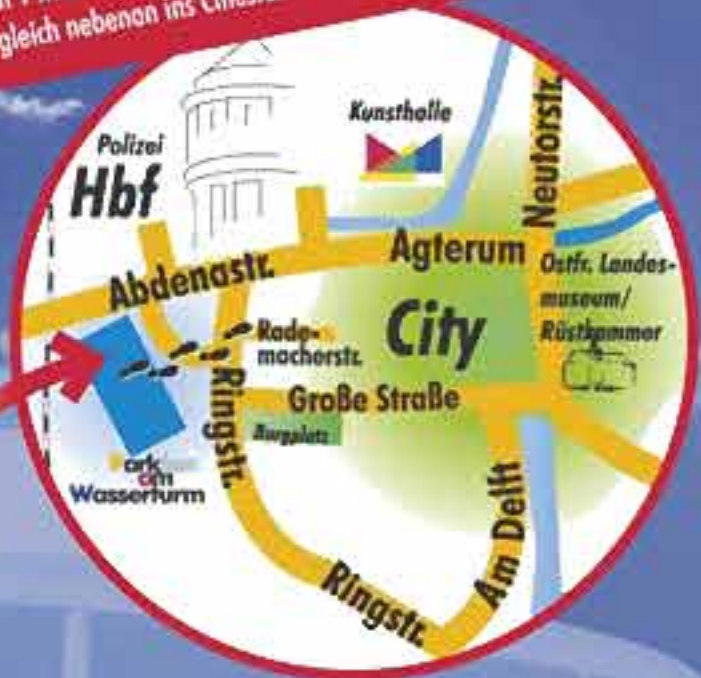 gleich nebenan ins
Kunsthalle
Polizei
Hbf
Neutorstr.
Abdenastr.
Agterum
Ostfr. Landes-
museum/
Rüstkammer
Rade-
macherstr.
City
Ringstr.
Große Straße
Burgplatz
Park
am
Wasserturm
Am Delft
Ringstr.